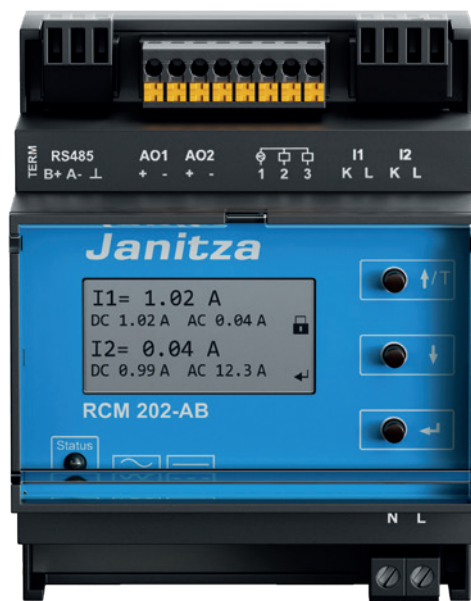 TERM
RS485 AO1 AO2 I1 I2
B+ A- ⊥ + - + - 1 2 3 K L K L
Janitza
I1= 1.02 A
DC 1.02 A AC 0.04 A
I2= 0.04 A
DC 0.99 A AC 12.3 A
↑/T
↓
↵
RCM 202-AB
Status
N L